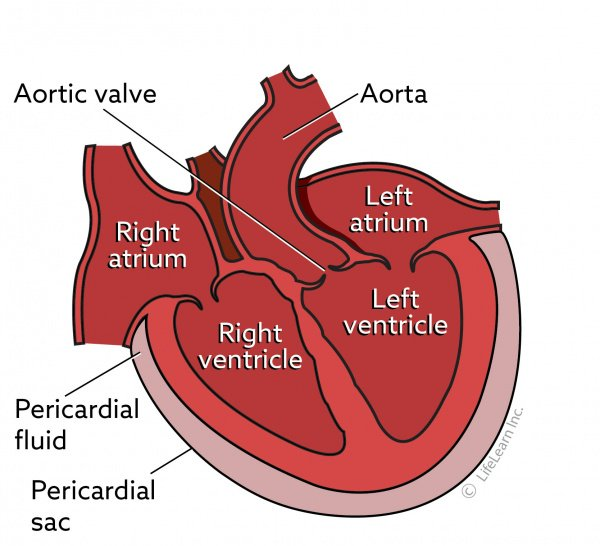 Aortic valve
Aorta
Left
atrium
Right
atrium
Left
ventricle
Right
ventricle
Pericardial
fluid
Pericardial
sac
© LifeLearn Inc.